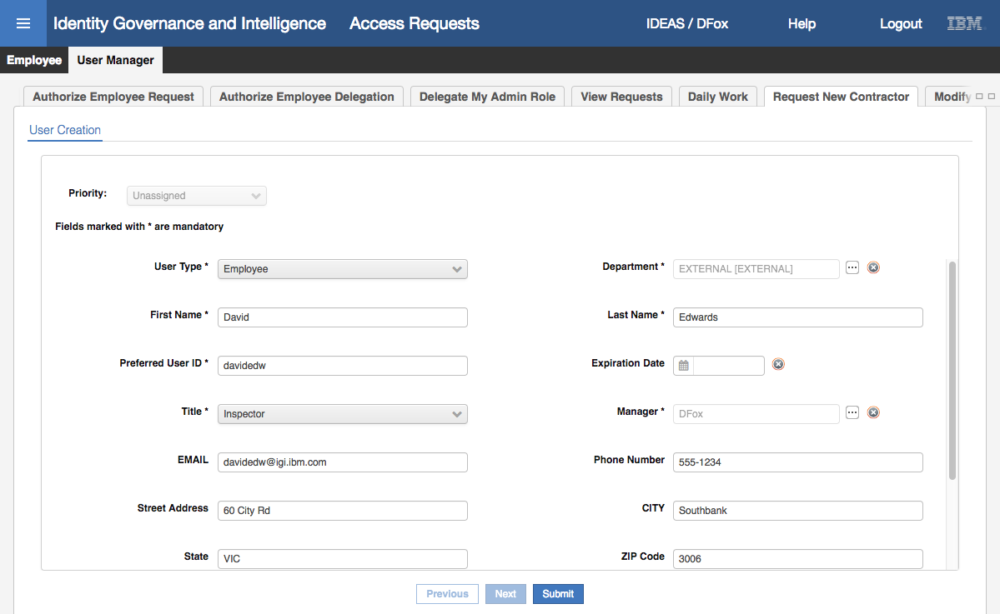 Identity Governance and Intelligence Access Requests IDEAS / DFox Help Logout IBM
Employee User Manager
Authorize Employee Request Authorize Employee Delegation Delegate My Admin Role View Requests Daily Work Request New Contractor Modify
User Creation
Priority: Unassigned
Fields marked with * are mandatory
User Type * Employee Department * EXTERNAL [EXTERNAL]
First Name * David Last Name * Edwards
Preferred User ID * davidedw Expiration Date
Title * Inspector Manager * DFox
EMAIL davidedw@igi.ibm.com Phone Number 555-1234
Street Address 60 City Rd CITY Southbank
State VIC ZIP Code 3006
Previous Next Submit